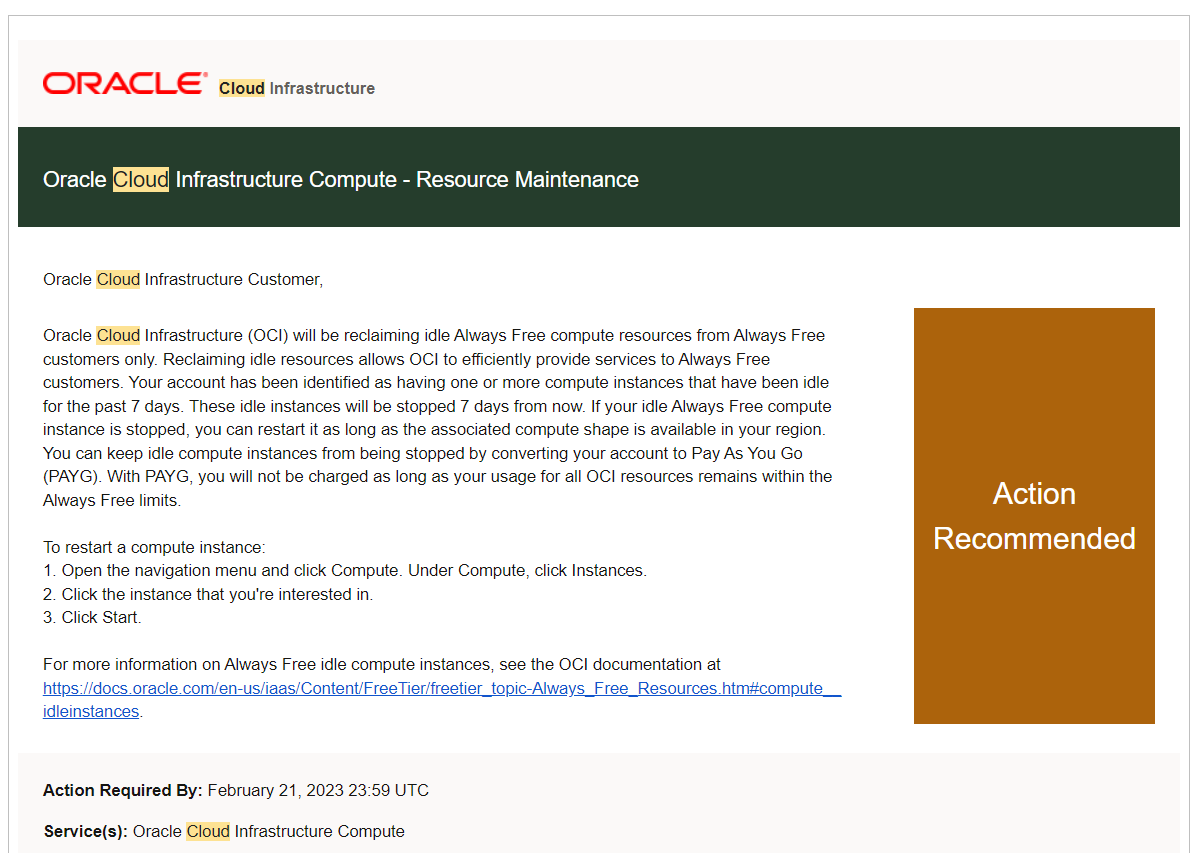 ORACLE Cloud Infrastructure
Oracle Cloud Infrastructure Compute - Resource Maintenance
Oracle Cloud Infrastructure Customer,
Oracle Cloud Infrastructure (OCI) will be reclaiming idle Always Free compute resources from Always Free
customers only. Reclaiming idle resources allows OCI to efficiently provide services to Always Free
customers. Your account has been identified as having one or more compute instances that have been idle
for the past 7 days. These idle instances will be stopped 7 days from now. If your idle Always Free compute
instance is stopped, you can restart it as long as the associated compute shape is available in your region.
You can keep idle compute instances from being stopped by converting your account to Pay As You Go
(PAYG). With PAYG, you will not be charged as long as your usage for all OCI resources remains within the
Always Free limits.
To restart a compute instance:
1. Open the navigation menu and click Compute. Under Compute, click Instances.
2. Click the instance that you're interested in.
3. Click Start.
For more information on Always Free idle compute instances, see the OCI documentation at
https://docs.oracle.com/en-us/iaas/Content/FreeTier/freetier_topic-Always_Free_Resources.htm#compute__
idleinstances.
Action
Recommended
Action Required By: February 21, 2023 23:59 UTC
Service(s): Oracle Cloud Infrastructure Compute